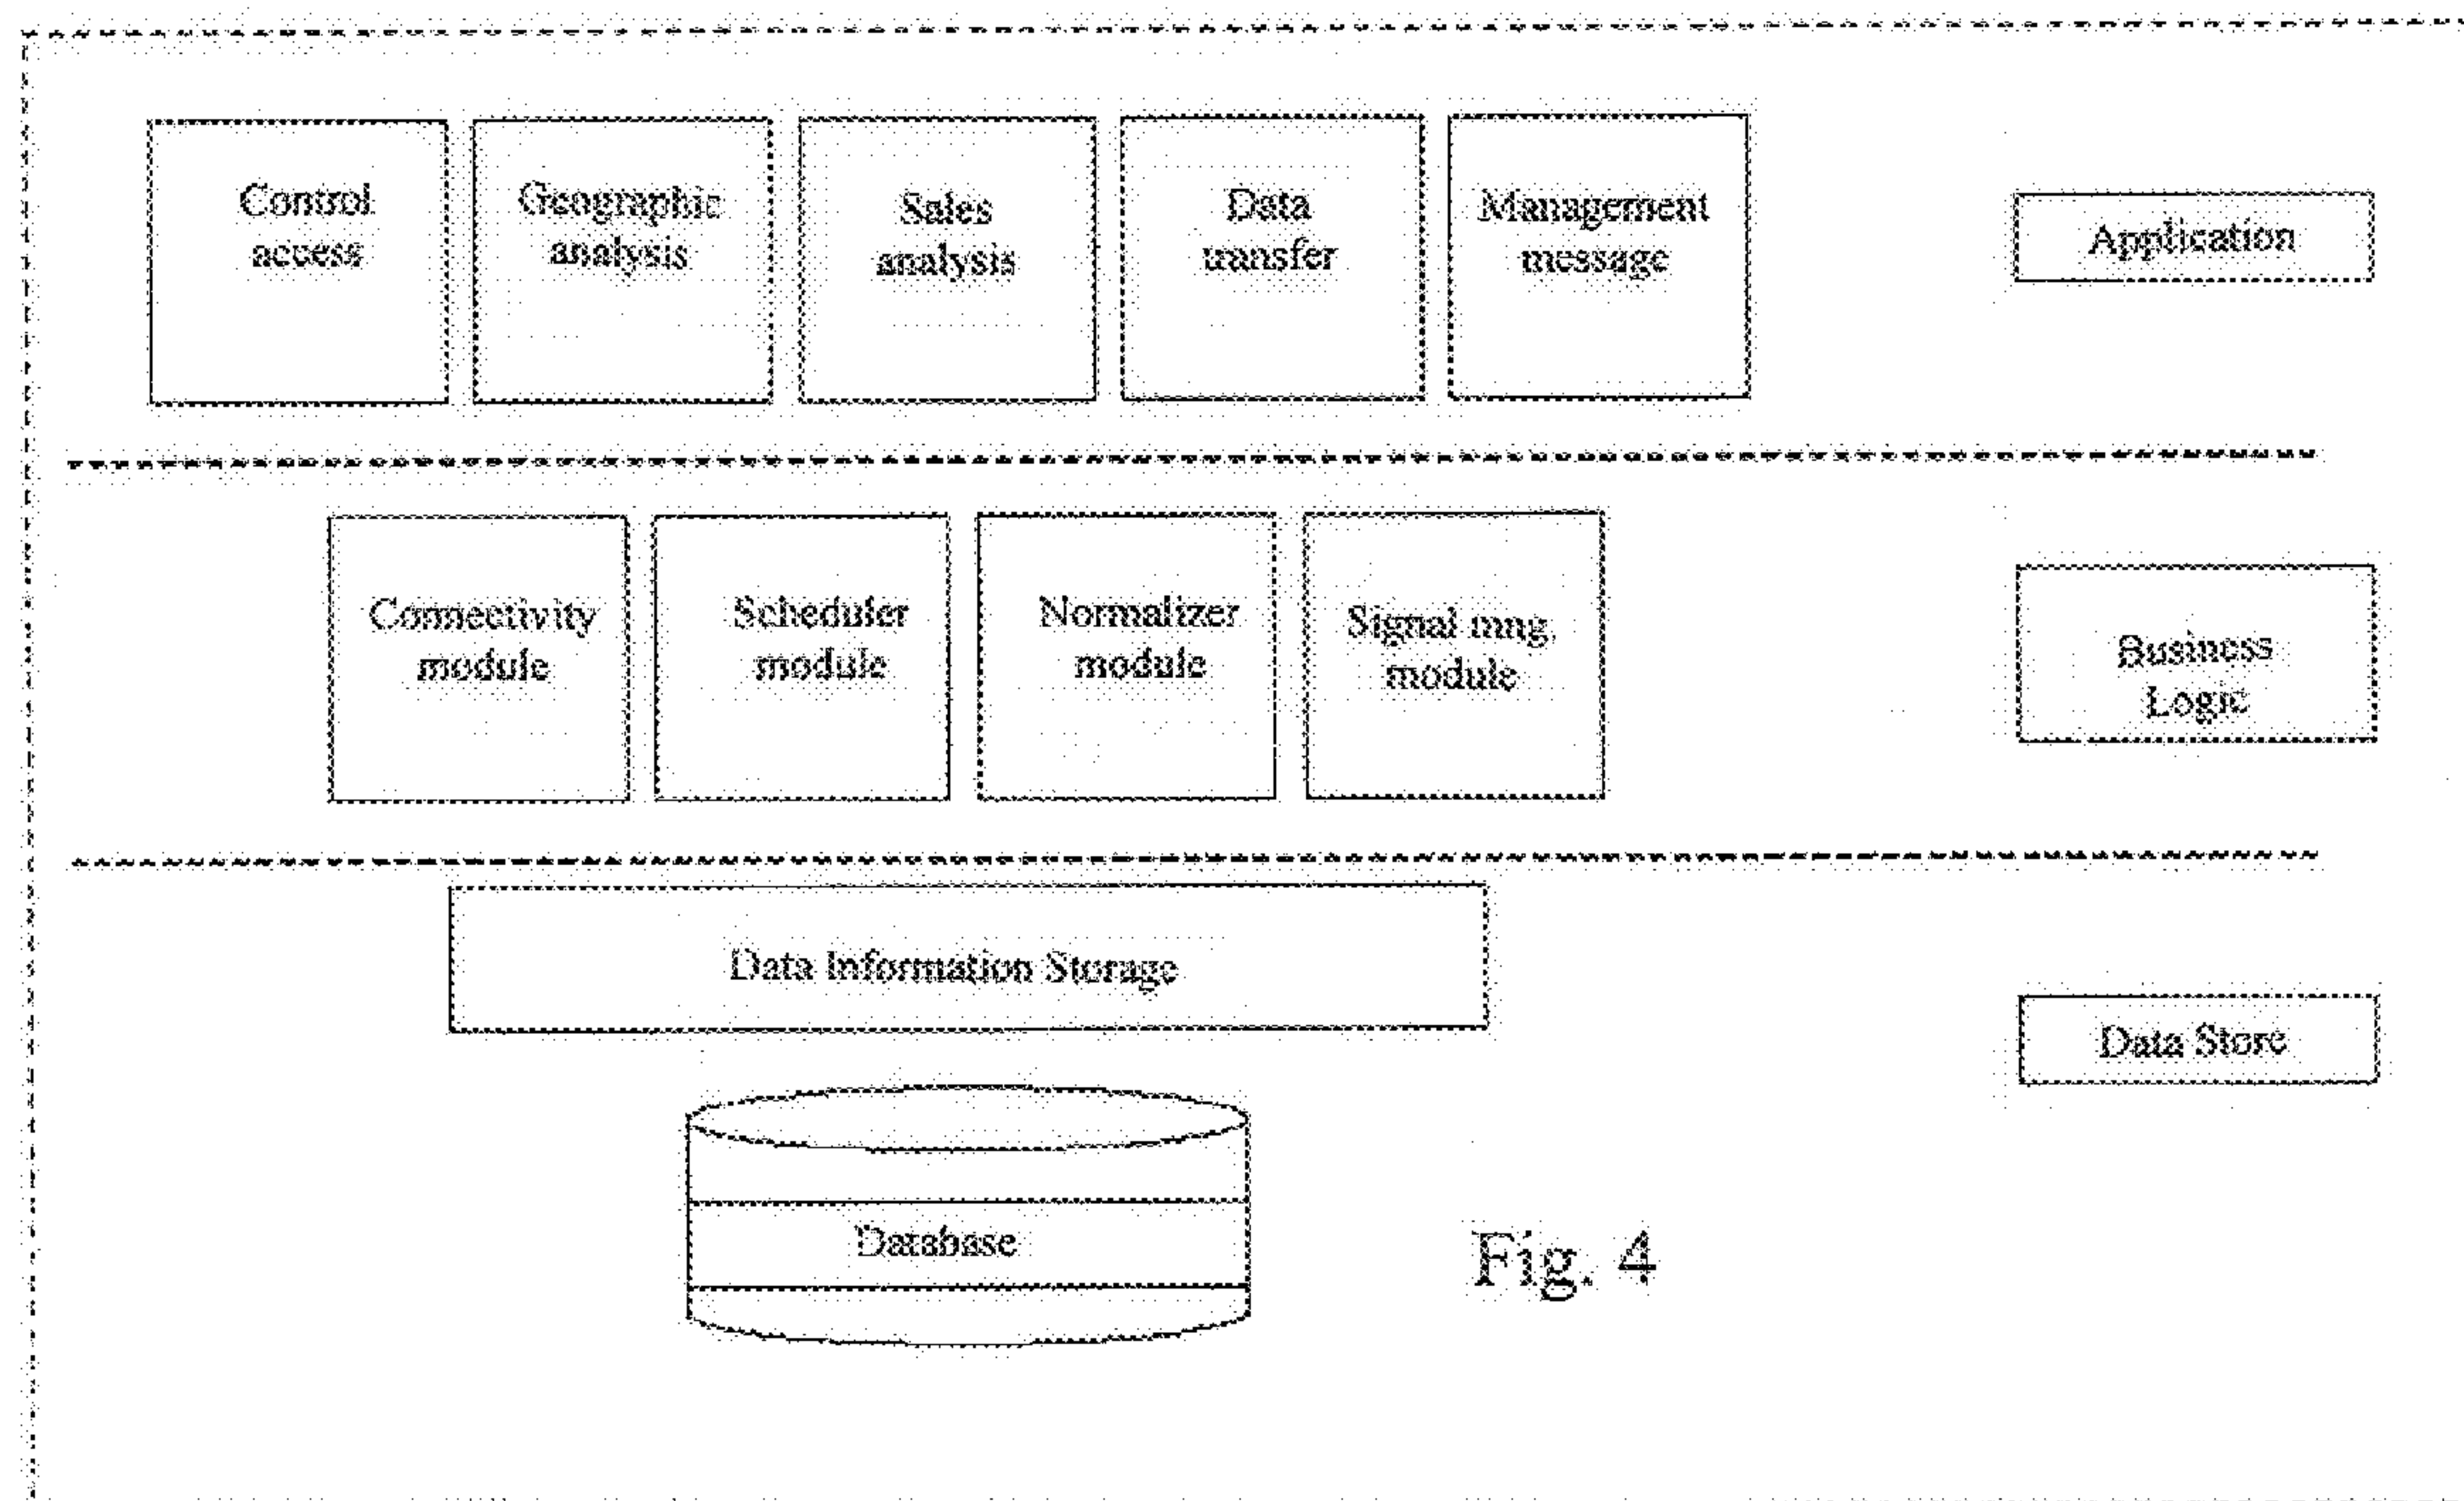 Control
access
Geographic
analysis
Sales
analysis
Data
transfer
Management
message
Application
Connectivity
module
Scheduler
module
Normalizer
module
Signal mng.
module
Business
Logic
Data Information Storage
Data Store
Database
Fig. 4